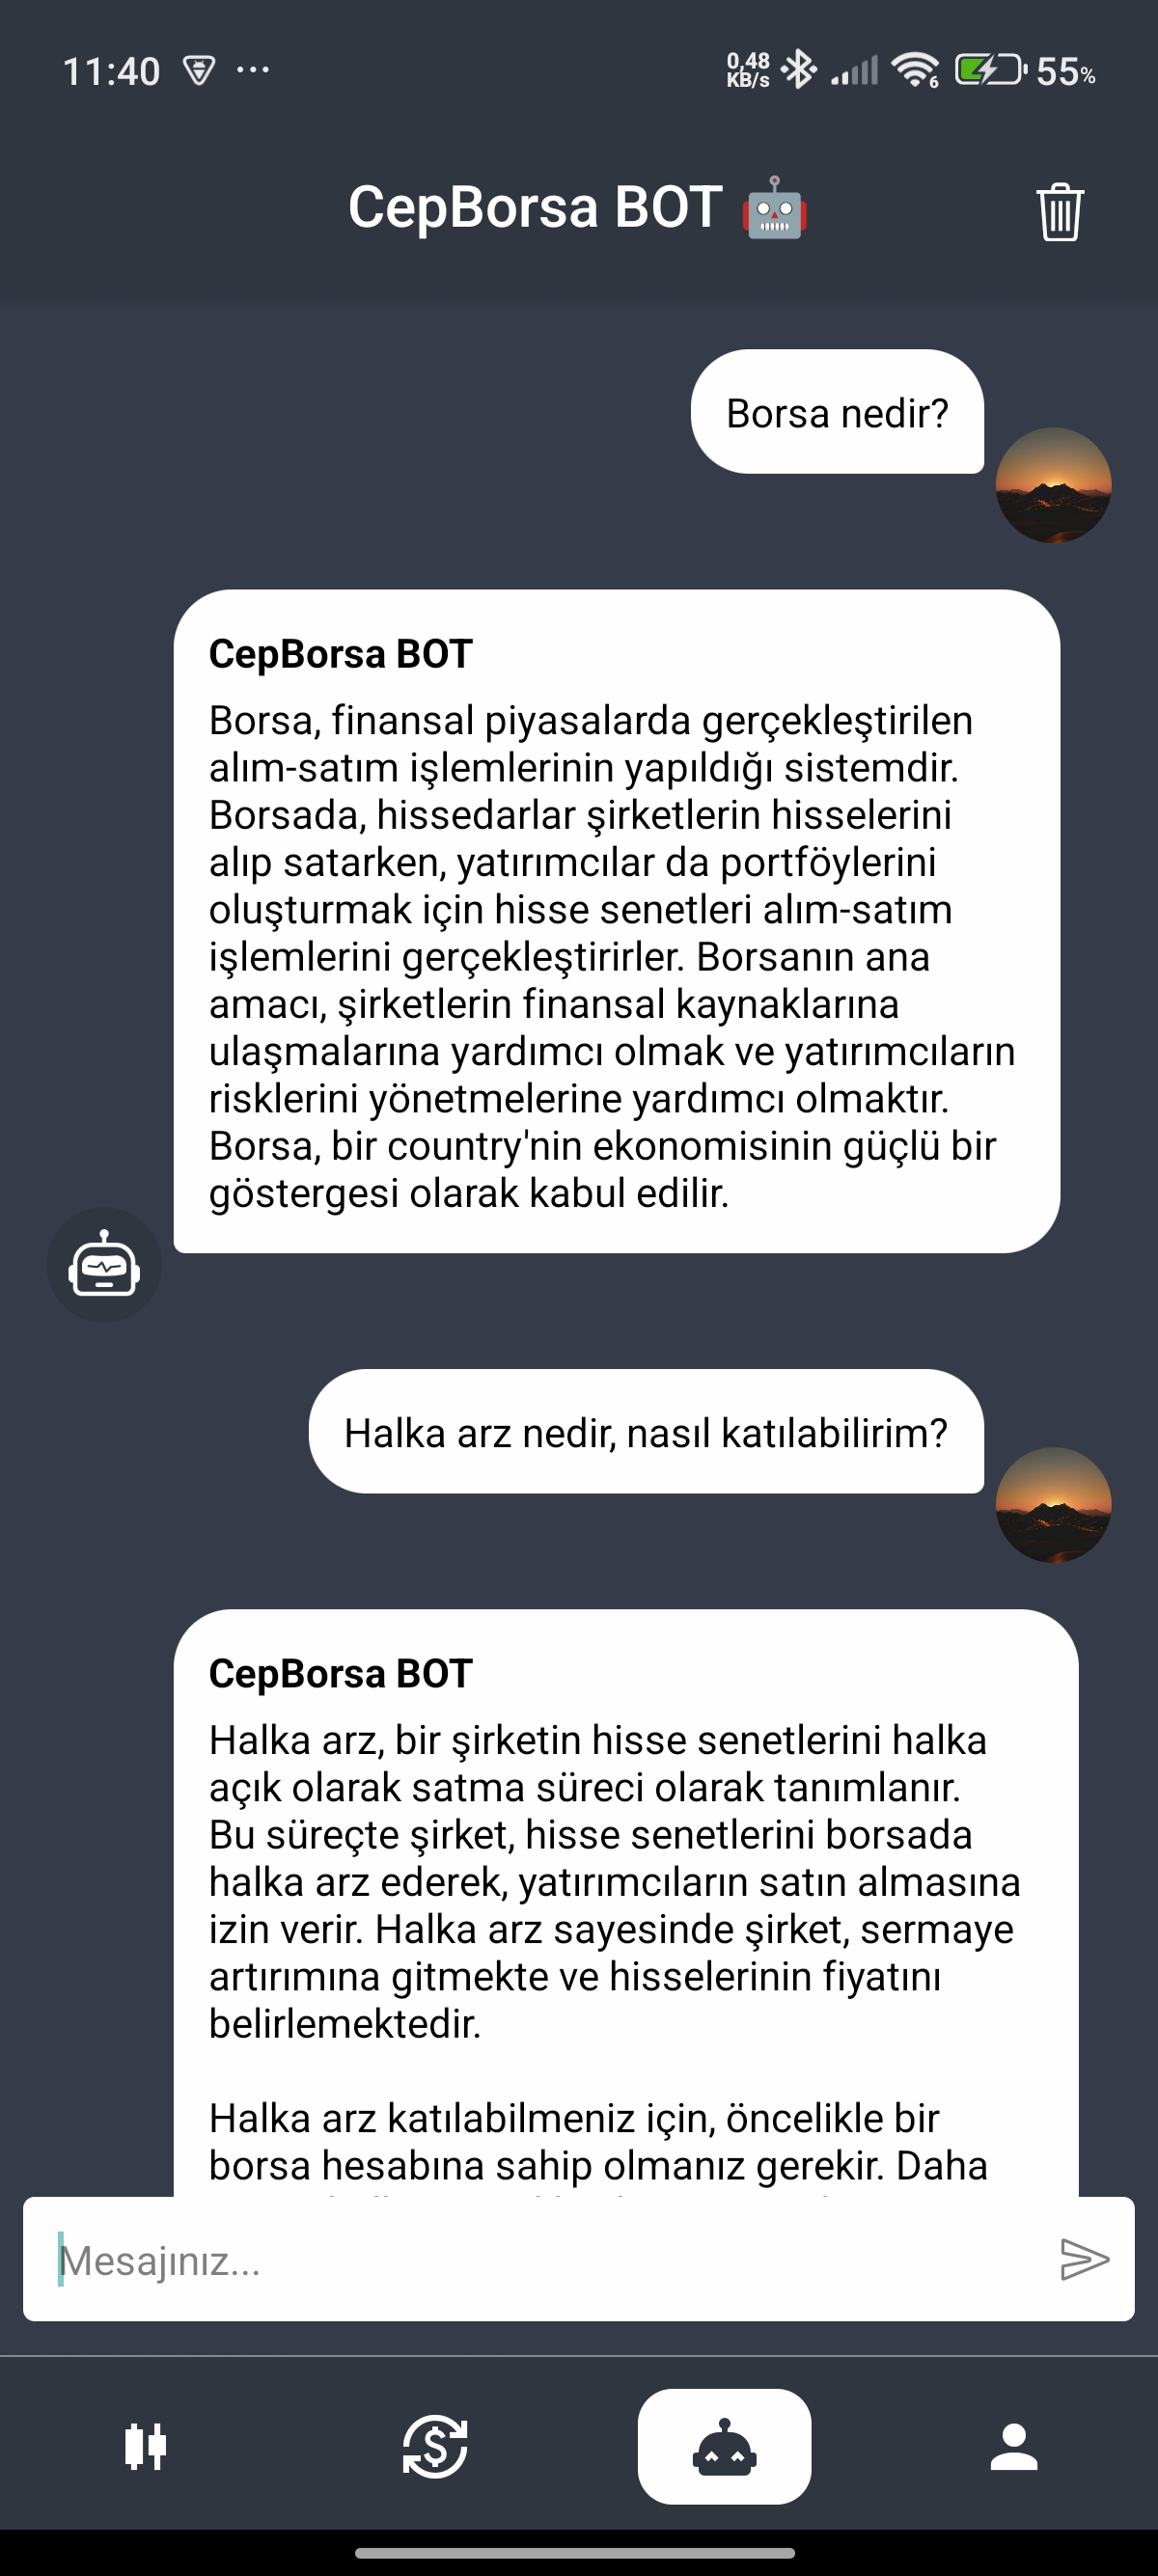 11:40
0,48
KB/s
6
55%
CepBorsa BOT
Borsa nedir?
CepBorsa BOT
Borsa, finansal piyasalarda gerçekleştirilen
alım-satım işlemlerinin yapıldığı sistemdir.
Borsada, hissedarlar şirketlerin hisselerini
alıp satarken, yatırımcılar da portföylerini
oluşturmak için hisse senetleri alım-satım
işlemlerini gerçekleştirirler. Borsanın ana
amacı, şirketlerin finansal kaynaklarına
ulaşmalarına yardımcı olmak ve yatırımcıların
risklerini yönetmelerine yardımcı olmaktır.
Borsa, bir country'nin ekonomisinin güçlü bir
göstergesi olarak kabul edilir.
Halka arz nedir, nasıl katılabilirim?
CepBorsa BOT
Halka arz, bir şirketin hisse senetlerini halka
açık olarak satma süreci olarak tanımlanır.
Bu süreçte şirket, hisse senetlerini borsada
halka arz ederek, yatırımcıların satın almasına
izin verir. Halka arz sayesinde şirket, sermaye
artırımına gitmekte ve hisselerinin fiyatını
belirlemektedir.
Halka arz katılabilmeniz için, öncelikle bir
borsa hesabına sahip olmanız gerekir. Daha
Mesajınız...